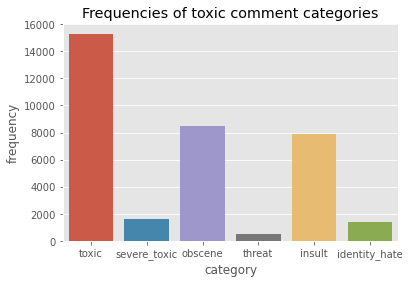 Frequencies of toxic comment categories
16000
14000
12000
10000
8000
6000
4000
2000
0
frequency
toxic severe_toxic obscene threat insult identity_hate
category